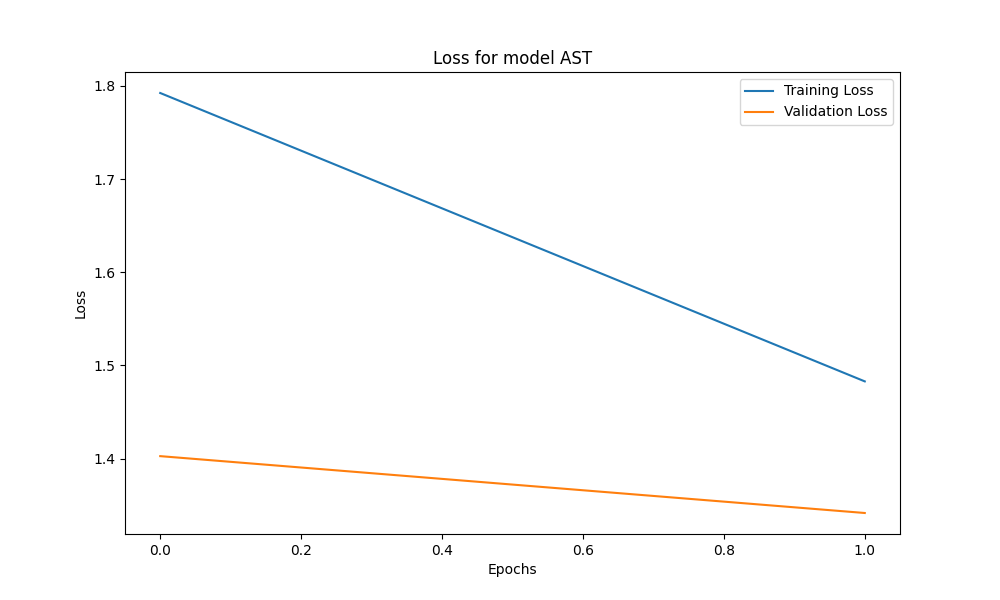 Loss for model AST
Training Loss
Validation Loss
1.8
1.7
1.6
1.5
1.4
Loss
0.0 0.2 0.4 0.6 0.8 1.0
Epochs